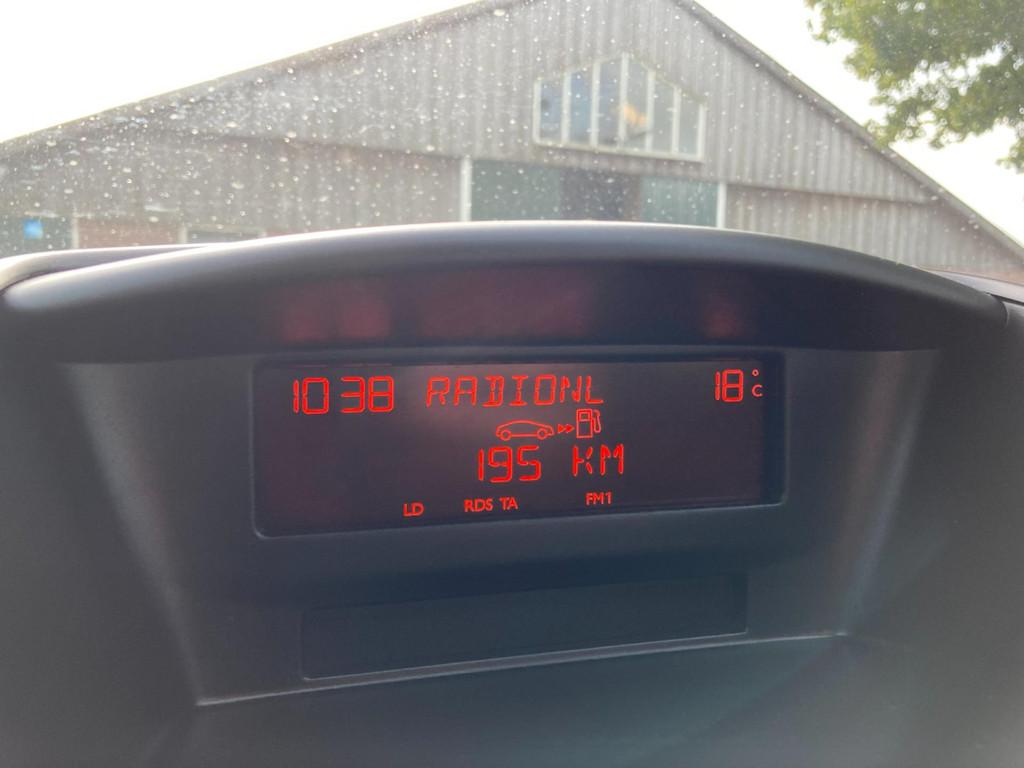 1038 RADIONL 18°C
195 KM
LD RDS TA FM1